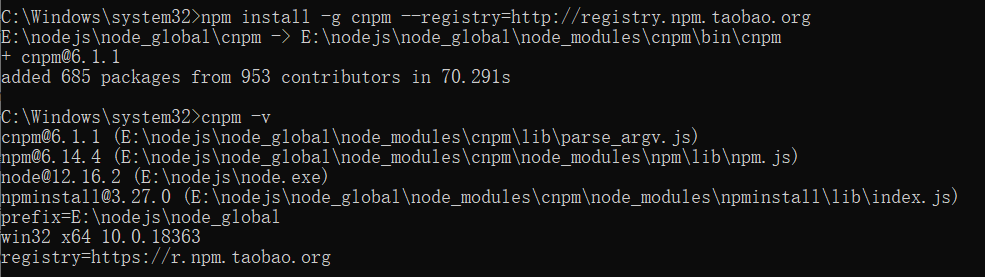 C:\Windows\system32>npm install -g cnpm --registry=http://registry.npm.taobao.org
E:\nodejs\node_global\cnpm -> E:\nodejs\node_global\node_modules\cnpm\bin\cnpm
+ cnpm@6.1.1
added 685 packages from 953 contributors in 70.291s
C:\Windows\system32>cnpm -v
cnpm@6.1.1 (E:\nodejs\node_global\node_modules\cnpm\lib\parse_argv.js)
npm@6.14.4 (E:\nodejs\node_global\node_modules\cnpm\node_modules\npm\lib\npm.js)
node@12.16.2 (E:\nodejs\node.exe)
npminstall@3.27.0 (E:\nodejs\node_global\node_modules\cnpm\node_modules\npminstall\lib\index.js)
prefix=E:\nodejs\node_global
win32 x64 10.0.18363
registry=https://r.npm.taobao.org